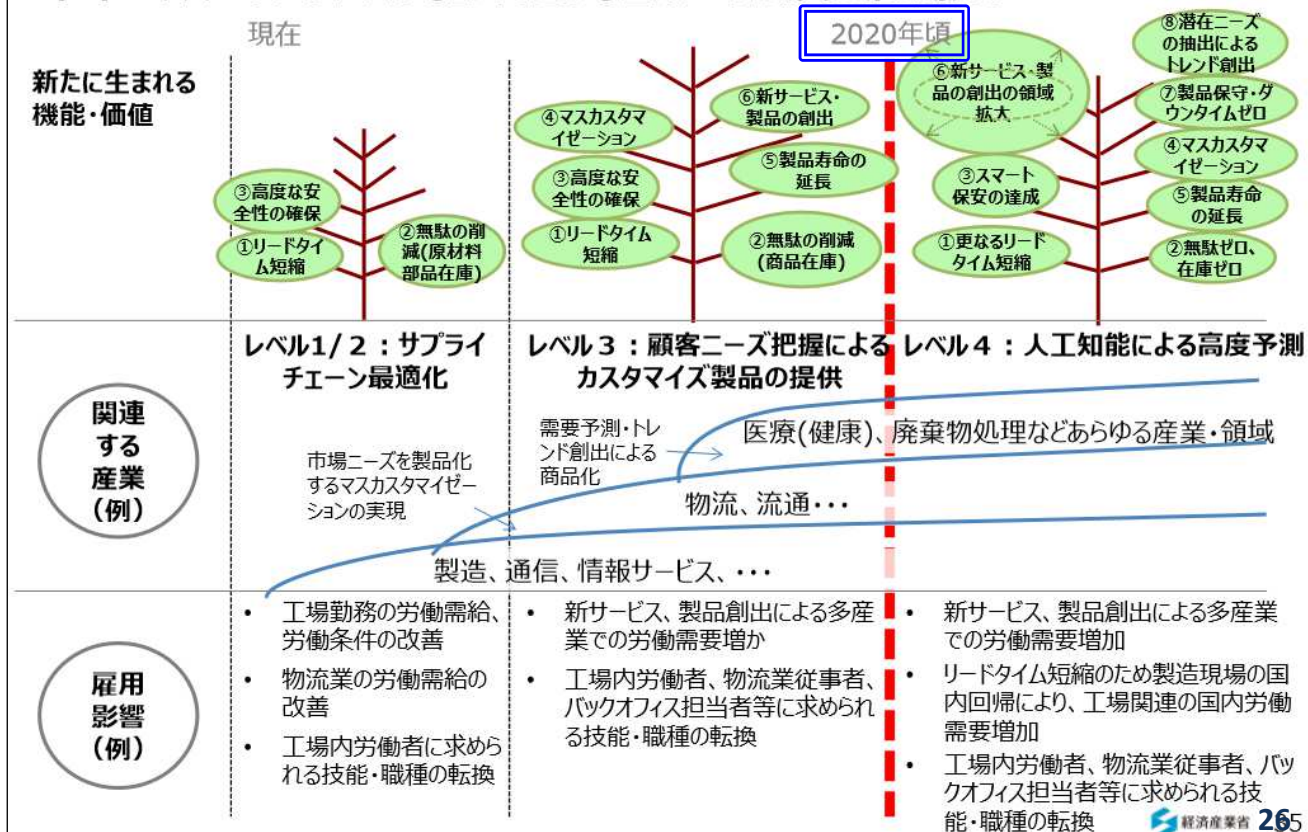 現在
2020年頃
新たに生まれる
機能・価値
③高度な安
全性の確保
①リードタイ
ム短縮
②無駄の削
減(原材料
部品在庫)
④マスカスタマ
イゼーション
③高度な安
全性の確保
①リードタイム
短縮
⑥新サービス・
製品の創出
⑤製品寿命の
延長
②無駄の削減
(商品在庫)
⑥新サービス・製
品の創出の領域
拡大
③スマート
保安の達成
①更なるリード
タイム短縮
⑧潜在ニーズ
の抽出による
トレンド創出
⑦製品保守・ダ
ウンタイムゼロ
④マスカスタマ
イゼーション
⑤製品寿命
の延長
②無駄ゼロ、
在庫ゼロ
レベル1/２：サプライ
チェーン最適化
レベル３：顧客ニーズ把握による
カスタマイズ製品の提供
レベル４：人工知能による高度予測
関連
する
産業
（例）
市場ニーズを製品化
するマスカスタマイゼー
ションの実現
需要予測・トレ
ンド創出による
商品化
医療(健康)、廃棄物処理などあらゆる産業・領域
物流、流通・・・
製造、通信、情報サービス、・・・
雇用
影響
（例）
• 工場勤務の労働需給、
労働条件の改善
• 物流業の労働需給の
改善
• 工場内労働者に求めら
れる技能・職種の転換
• 新サービス、製品創出による多産
業での労働需要増か
• 工場内労働者、物流業従事者、
バックオフィス担当者等に求められ
る技能・職種の転換
• 新サービス、製品創出による多産業
での労働需要増加
• リードタイム短縮のため製造現場の国
内回帰により、工場関連の国内労働
需要増加
• 工場内労働者、物流業従事者、バッ
クオフィス担当者等に求められる技
能・職種の転換
経済産業省
26